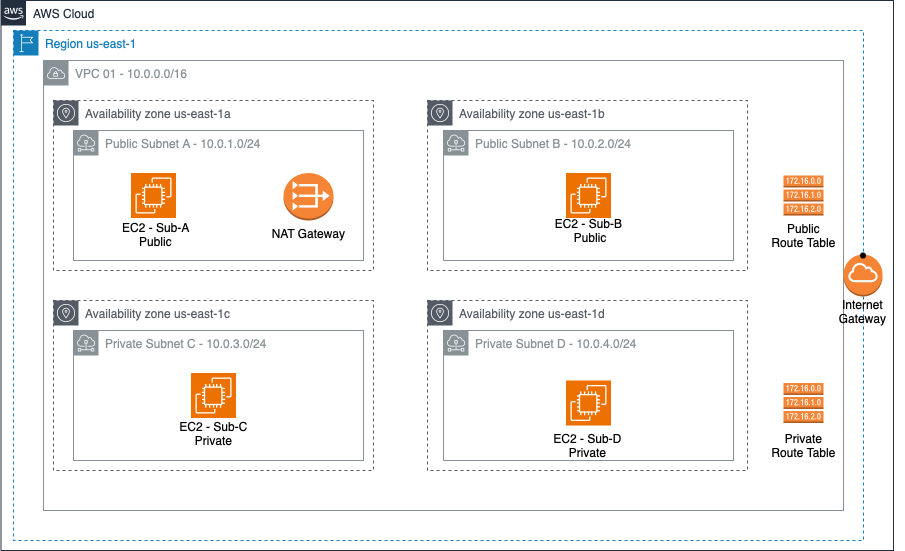 aws
AWS Cloud
Region us-east-1
VPC 01 - 10.0.0.0/16
Availability zone us-east-1a
Public Subnet A - 10.0.1.0/24
EC2 - Sub-A
Public
NAT Gateway
Availability zone us-east-1b
Public Subnet B - 10.0.2.0/24
EC2 - Sub-B
Public
172.16.0.0
172.16.1.0
172.16.2.0
Public
Route Table
Internet
Gateway
Availability zone us-east-1c
Private Subnet C - 10.0.3.0/24
EC2 - Sub-C
Private
Availability zone us-east-1d
Private Subnet D - 10.0.4.0/24
EC2 - Sub-D
Private
172.16.0.0
172.16.1.0
172.16.2.0
Private
Route Table